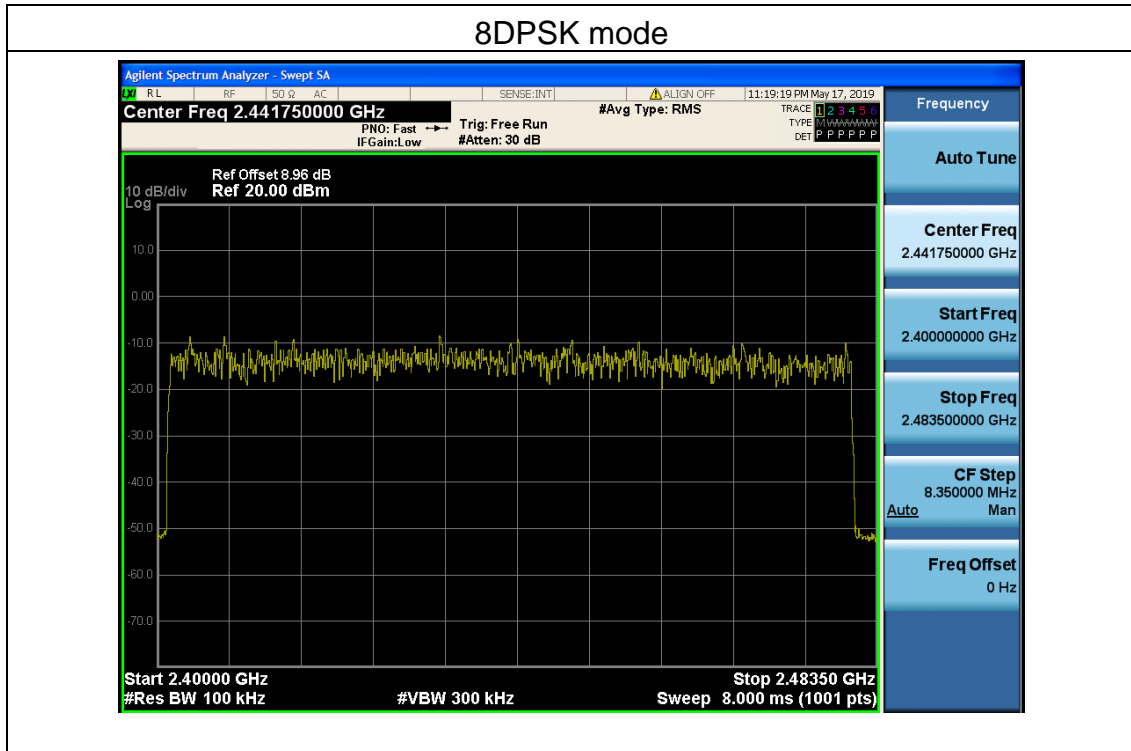 8DPSK mode
Agilent Spectrum Analyzer - Swept SA
LXI RL RF 50 Ω AC SENSE:INT ALIGN OFF 11:19:19 PM May 17, 2019
Center Freq 2.441750000 GHz #Avg Type: RMS TRACE 1 2 3 4 5 6
PNO: Fast Trig: Free Run TYPE M W W W W W
IFGain:Low #Atten: 30 dB DET P P P P P P
Ref Offset 8.96 dB
10 dB/div Ref 20.00 dBm
Log
10.0
0.00
-10.0
-20.0
-30.0
-40.0
-50.0
-60.0
-70.0
Start 2.40000 GHz Stop 2.48350 GHz
#Res BW 100 kHz #VBW 300 kHz Sweep 8.000 ms (1001 pts)
Frequency
Auto Tune
Center Freq
2.441750000 GHz
Start Freq
2.400000000 GHz
Stop Freq
2.483500000 GHz
CF Step
8.350000 MHz
Auto Man
Freq Offset
0 Hz